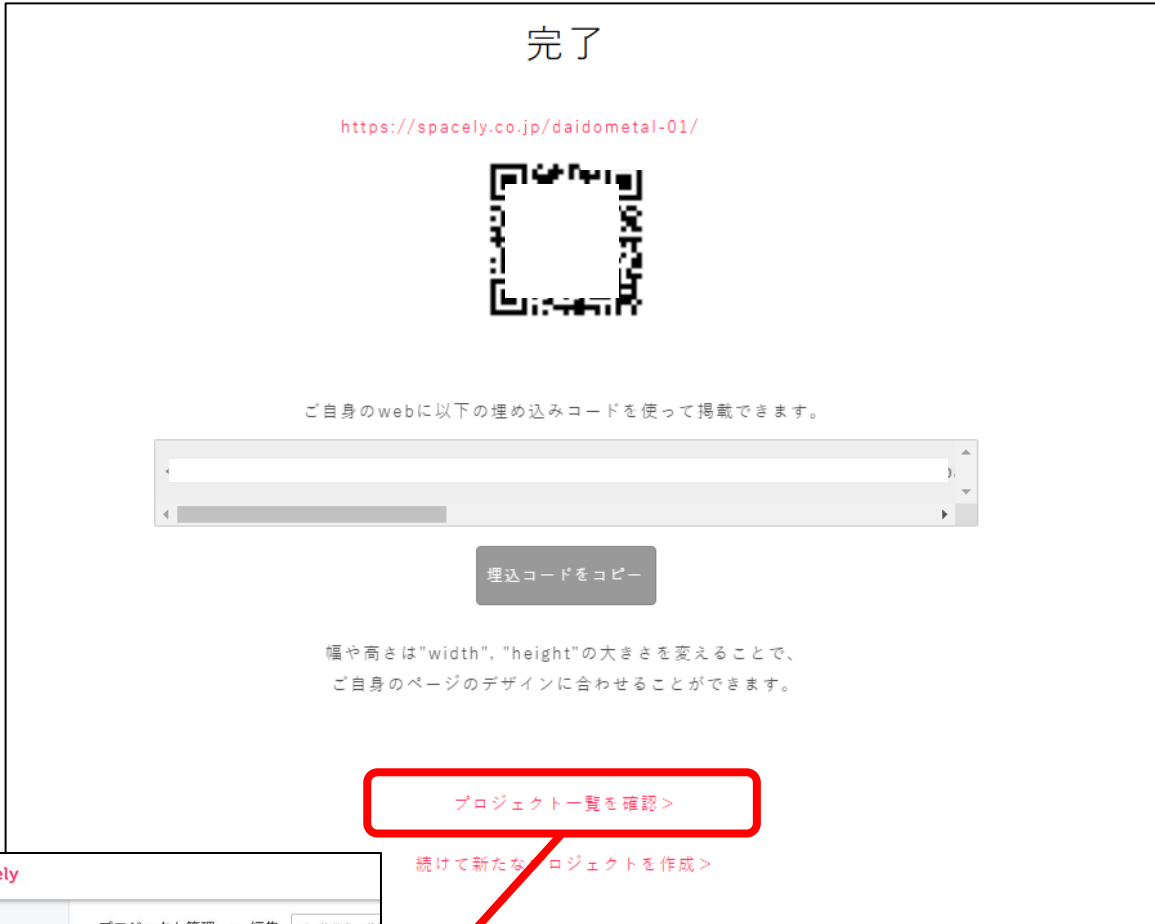 完了
https://spacely.co.jp/daidometal-01/
ご自身のwebに以下の埋め込みコードを使って掲載できます。
埋込コードをコピー
幅や高さは"width", "height"の大きさを変えることで、
ご自身のページのデザインに合わせることができます。
プロジェクト一覧を確認>
続けて新たな ロジェクトを作成>
ely